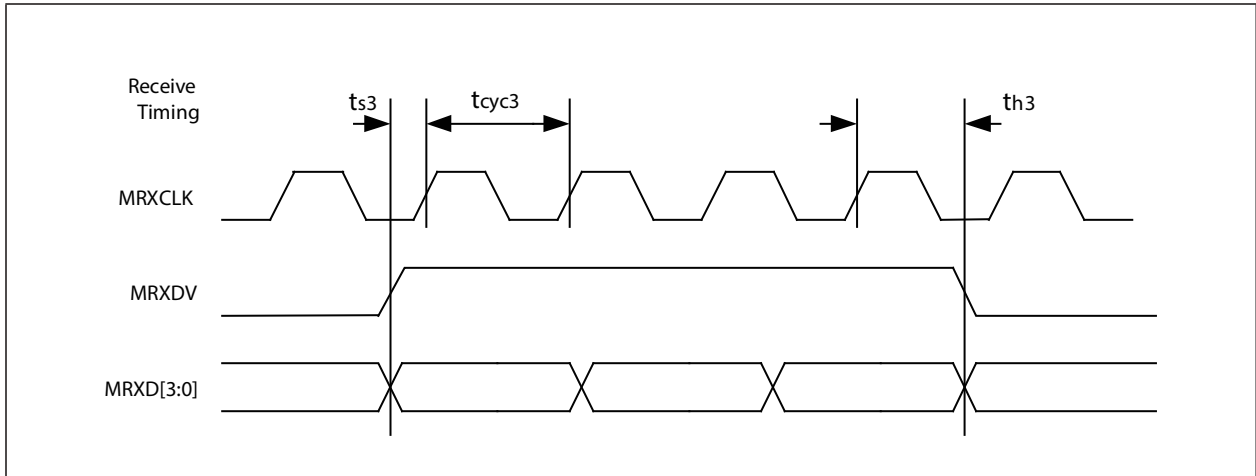 Receive
Timing
ts3
tcyc3
th3
MRXCLK
MRXDV
MRXD[3:0]